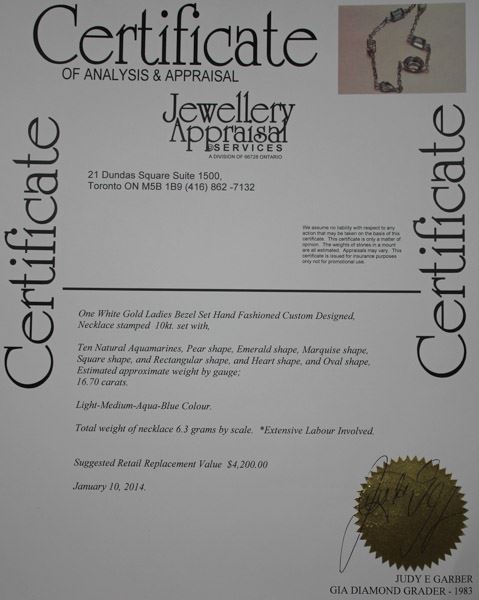 Certificate
OF ANALYSIS & APPRAISAL
Jewellery
Appraisal
SERVICES
A DIVISION OF 66728 ONTARIO
Certificate
Certificate
21 Dundas Square Suite 1500,
Toronto ON M5B 1B9 (416) 862 -7132
We assume no liability with respect to any
action that may be taken on the basis of this
certificate. This certificate is only a matter of
opinion. The weights of stones in a mount
are all estimated. Appraisals may vary. This
certificate is issued for insurance purposes
only not for promotional use.
One White Gold Ladies Bezel Set Hand Fashioned Custom Designed,
Necklace stamped 10kt. set with,
Ten Natural Aquamarines, Pear shape, Emerald shape, Marquise shape,
Square shape, and Rectangular shape, and Heart shape, and Oval shape,
Estimated approximate weight by gauge;
16.70 carats.
Light-Medium-Aqua-Blue Colour.
Total weight of necklace 6.3 grams by scale. *Extensive Labour Involved.
Suggested Retail Replacement Value $4,200.00
January 10, 2014.
JUDY E GARBER
GIA DIAMOND GRADER - 1983